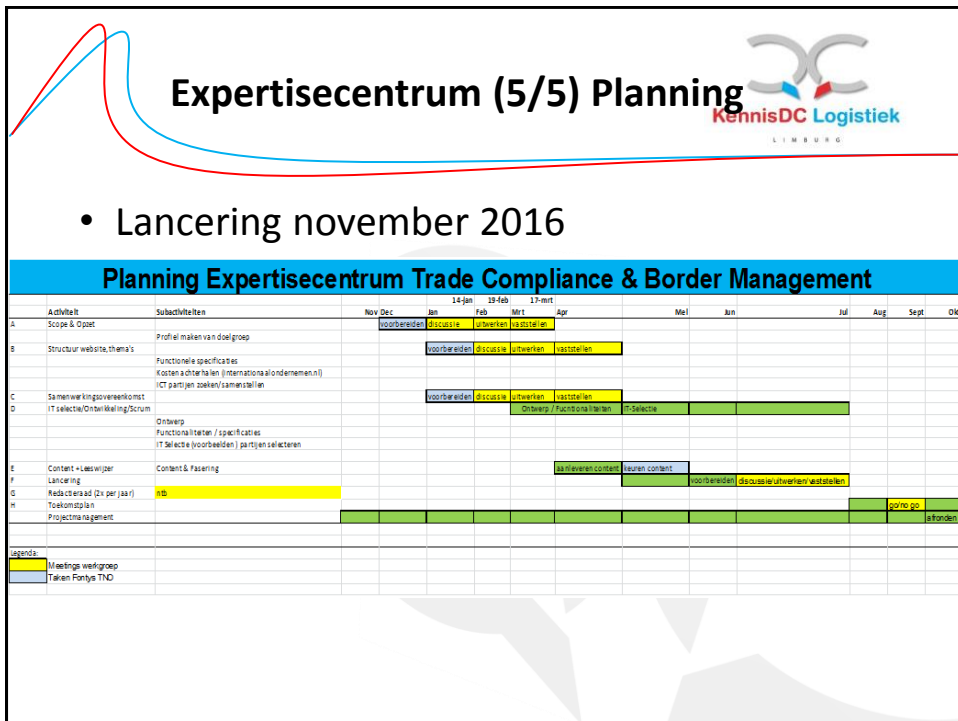 Expertisecentrum (5/5) Planning
KennisDC Logistiek
LIMBURG
• Lancering november 2016
Planning Expertisecentrum Trade Compliance & Border Management
14-jan 19-feb 17-mrt
Activiteit Subactiviteiten Nov Dec Jan Feb Mrt Apr Mei Jun Jul Aug Sept Okt
A Scope & Opzet voorbereiden discussie uitwerken vaststellen
Profiel maken van doelgroep
B Structuur website, thema's voorbereiden discussie uitwerken vaststellen
Functionele specificaties
Kosten achterhalen (internationaalondernemen.nl)
ICT partijen zoeken/samenstellen
C Samenwerkingsovereenkomst voorbereiden discussie uitwerken vaststellen
D IT selectie/Ontwikkeling/Scrum Ontwerp / Fucntionaliteiten IT-Selectie
Ontwerp
Functionaliteiten / specificaties
IT Selectie (voorbeelden) partijen selecteren
E Content + Leeswijzer Content & Fasering aanleveren content keuren content
F Lancering voorbereiden discussie/uitwerken/vaststellen
G Redactieraad (2x per jaar) ntb
H Toekomstplan go/no go
Projectmanagement afronden
Legenda:
Meetings werkgroep
Taken Fontys TNO